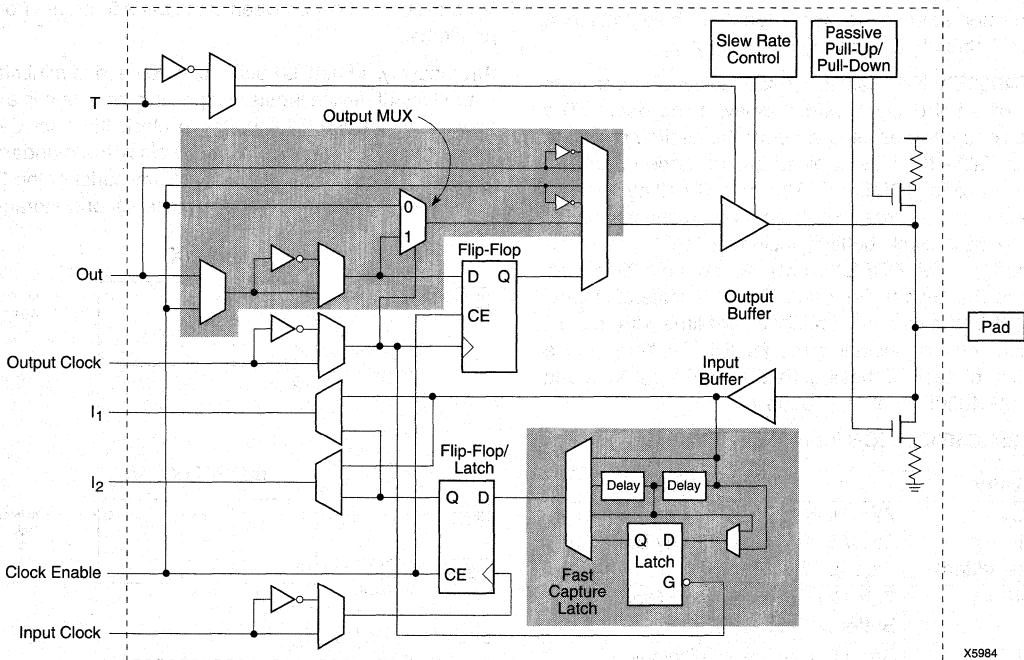 Slew Rate
Control
Passive
Pull-Up/
Pull-Down
T
Output MUX
0
1
Flip-Flop
D Q
CE
Out
Output
Buffer
Pad
Output Clock
Input
Buffer
I1
Flip-Flop/
Latch
I2
Q D
Delay
Delay
Q D
Latch
G
Clock Enable
CE
Fast
Capture
Latch
Input Clock
X5984